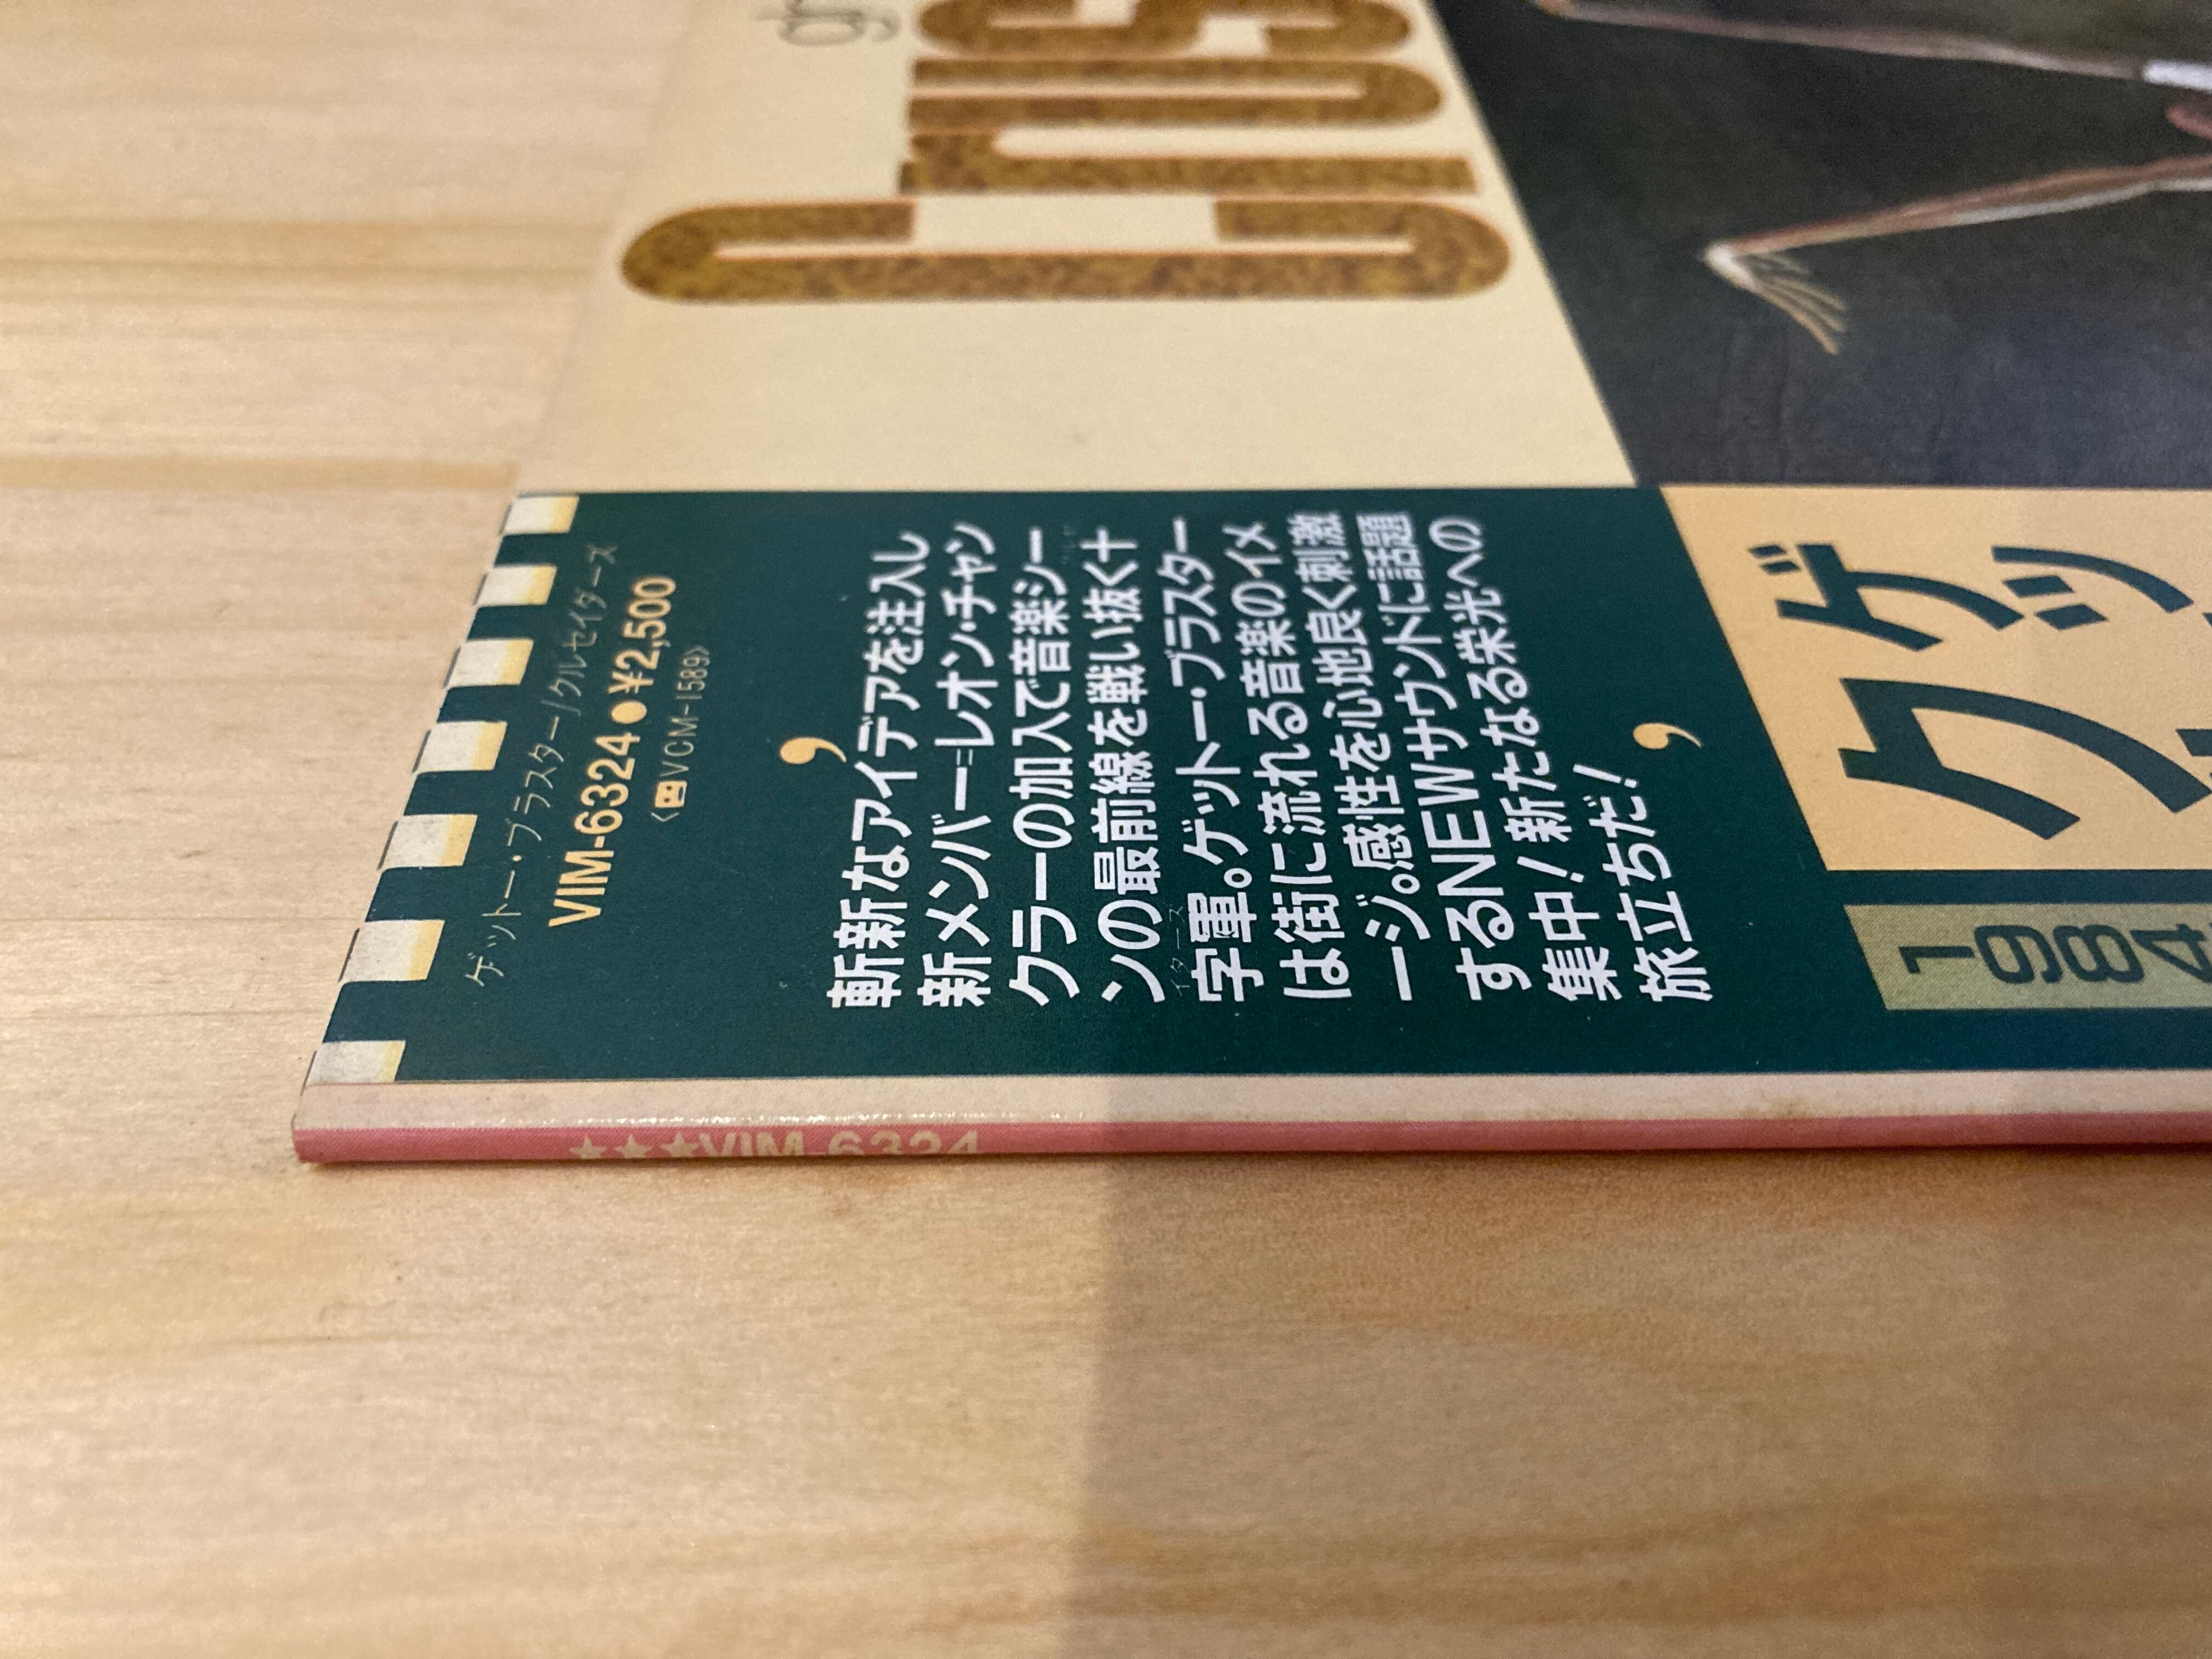 ゲットー・ブラスター/クルセイダーズ
VIM-6324●¥2,500
〈VCM-1589〉
斬新なアイデアを注入し
新メンバー=レオン・チャン
クラーの加入で音楽シー
ンの最前線を戦い抜く十
字軍。ゲットー・ブラスター
は街に流れる音楽のイメ
ージ。感性を心地良く刺激
するNEWサウンドに話題
集中！新たなる栄光への
旅立ちだ！
ゲッ
ク
1984
★★★VIM-6324
crus